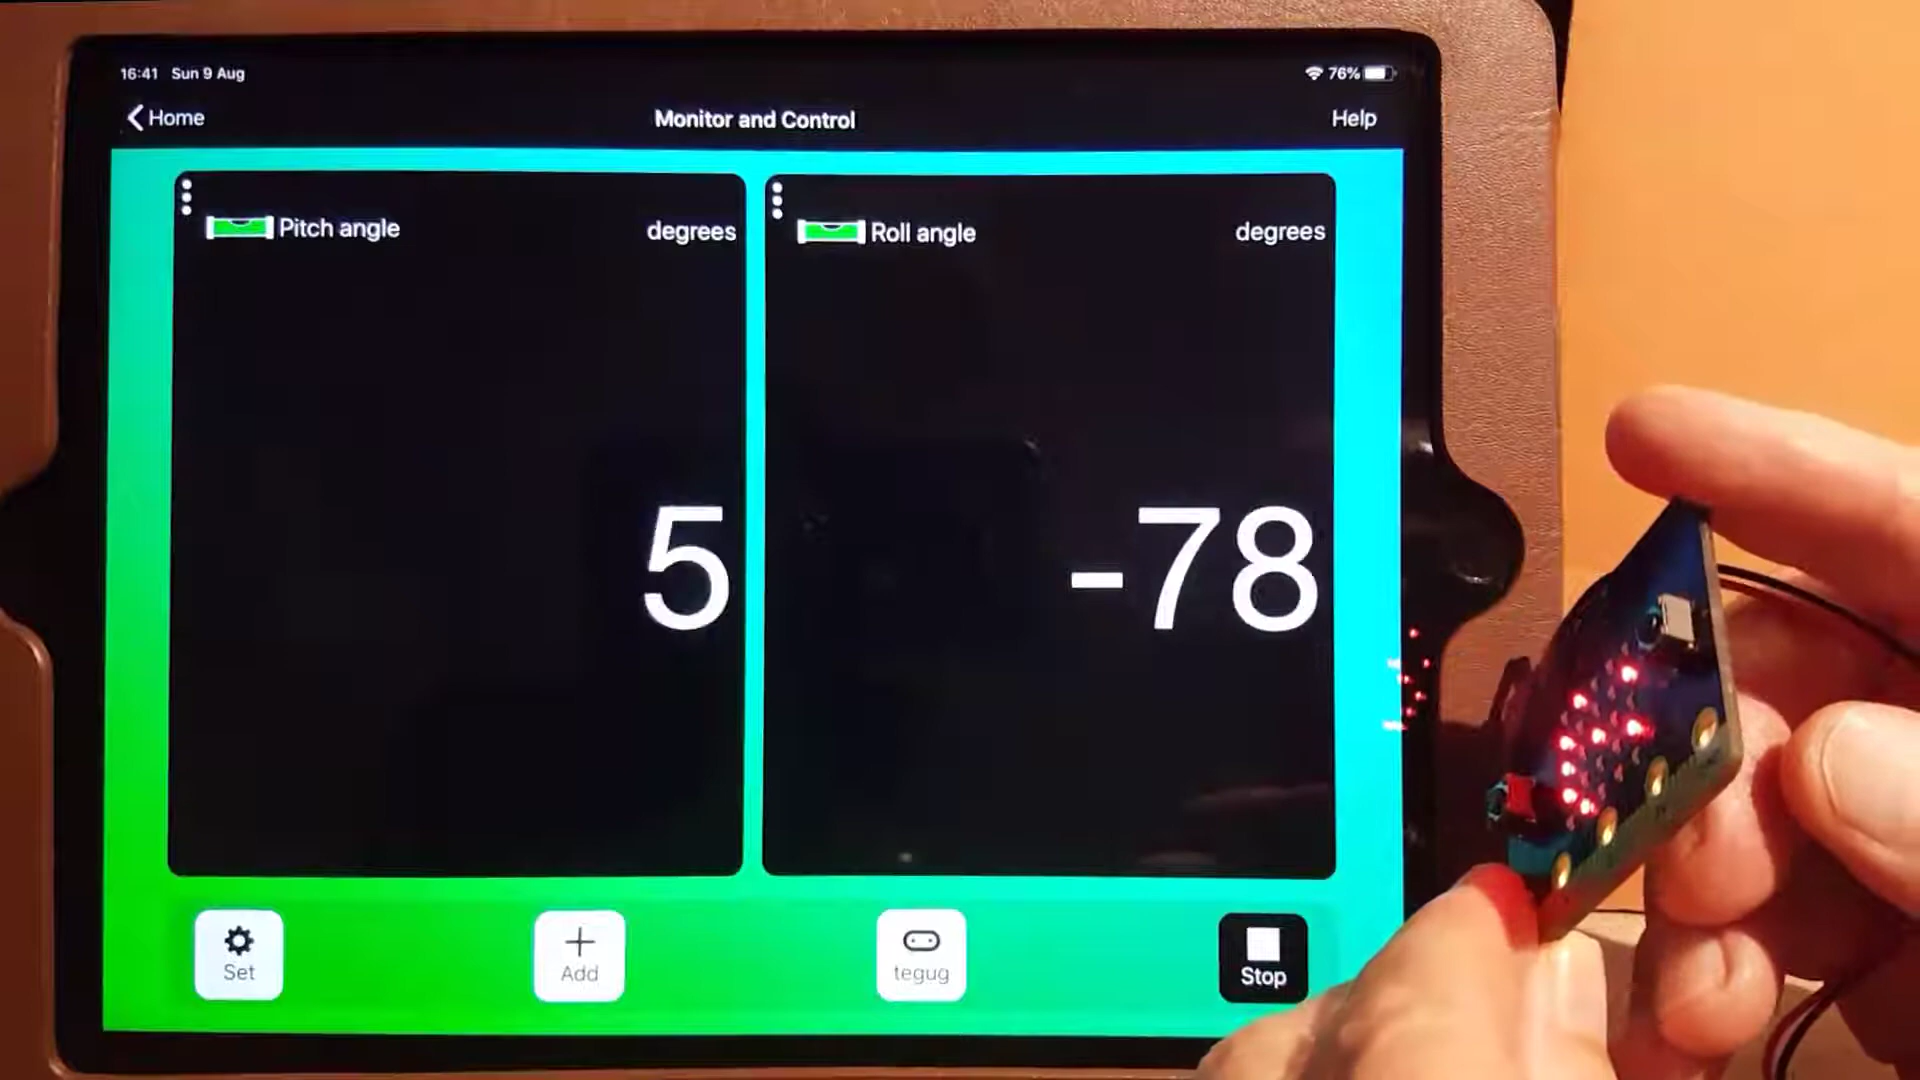 16:41 Sun 9 Aug
76%
Home
Monitor and Control
Help
Pitch angle
degrees
5
Roll angle
degrees
-78
Set
Add
tegug
Stop